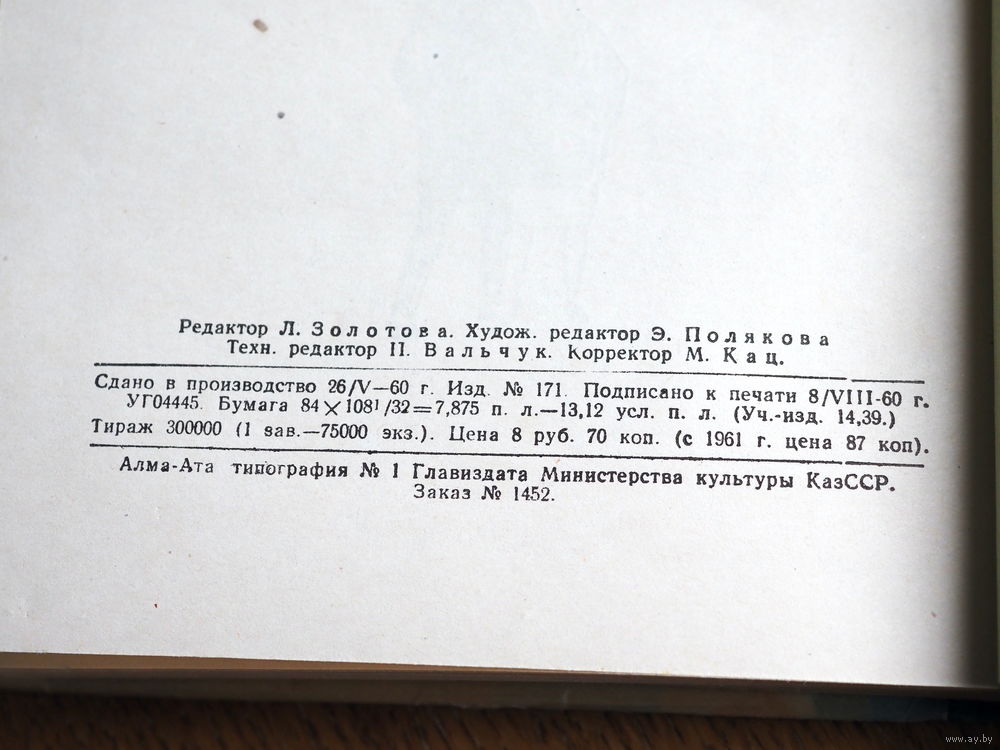 Редактор Л. Золотова. Худож. редактор Э. Полякова
Техн. редактор П. Вальчук. Корректор М. Кац.
Сдано в производство 26/V—60 г. Изд. № 171. Подписано к печати 8/VIII-60 г.
УГ04445. Бумага 84×108¹/32=7,875 п. л.—13,12 усл. п. л. (Уч.-изд. 14,39.)
Тираж 300000 (1 зав.—75000 экз.). Цена 8 руб. 70 коп. (с 1961 г. цена 87 коп).
Алма-Ата типография № 1 Главиздата Министерства культуры КазССР.
Заказ № 1452.
www.ay.by